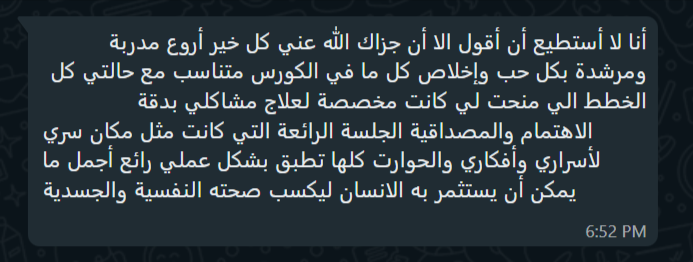 أنا لا أستطيع أن أقول الا أن جزاك الله عني كل خير أروع مدربة
ومرشدة بكل حب وإخلاص كل ما في الكورس متناسب مع حالتي كل
الخطط الي منحت لي كانت مخصصة لعلاج مشاكلي بدقة
الاهتمام والمصداقية الجلسة الرائعة التي كانت مثل مكان سري
لأسراري وأفكاري والحوارت كلها تطبق بشكل عملي رائع أجمل ما
يمكن أن يستثمر به الانسان ليكسب صحته النفسية والجسدية
6:52 PM